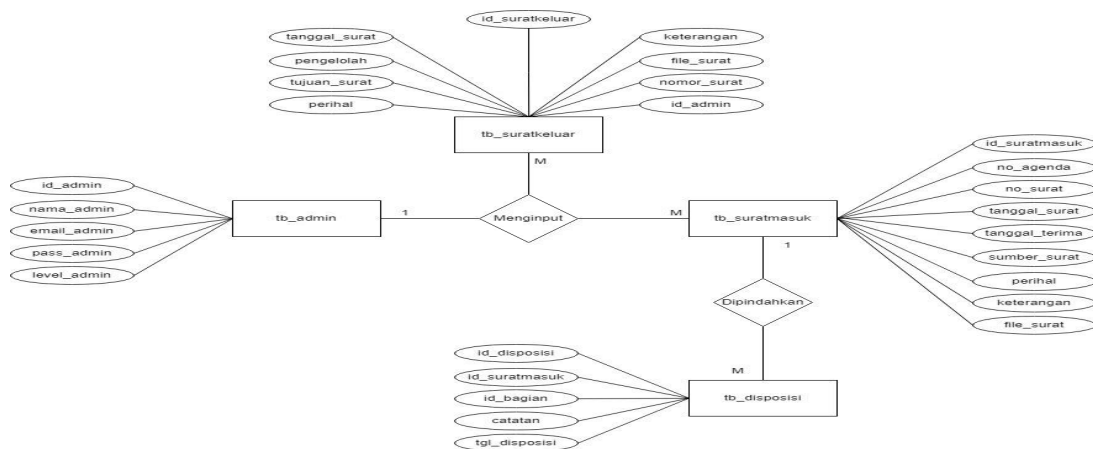 id_suratkeluar
tanggal_surat
pengelolah
tujuan_surat
perihal
keterangan
file_surat
nomor_surat
id_admin
tb_suratkeluar
M
id_admin
nama_admin
email_admin
pass_admin
level_admin
tb_admin
1
Menginput
M
tb_suratmasuk
id_suratmasuk
no_agenda
no_surat
tanggal_surat
tanggal_terima
sumber_surat
perihal
keterangan
file_surat
1
Dipindahkan
M
id_disposisi
id_suratmasuk
id_bagian
catatan
tgl_disposisi
tb_disposisi